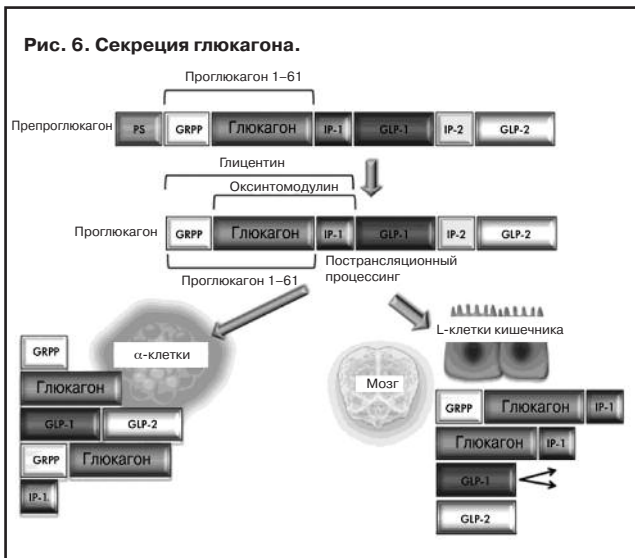 Рис. 6. Секреция глюкагона.
Проглюкагон 1–61
Препроглюкагон PS GRPP Глюкагон IP-1 GLP-1 IP-2 GLP-2
Глицентин
Оксинтомодулин
Проглюкагон GRPP Глюкагон IP-1 GLP-1 IP-2 GLP-2
Проглюкагон 1–61
Пострансляционный
процессинг
α-клетки
GRPP
Глюкагон
GLP-1 GLP-2
GRPP Глюкагон
IP-1
Мозг
L-клетки кишечника
GRPP Глюкагон IP-1
Глюкагон IP-1
GLP-1
GLP-2